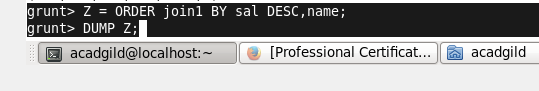 grunt> Z = ORDER join1 BY sal DESC,name;
grunt> DUMP Z;
acadgild@localhost:~ [Professional Certificat... acadgild